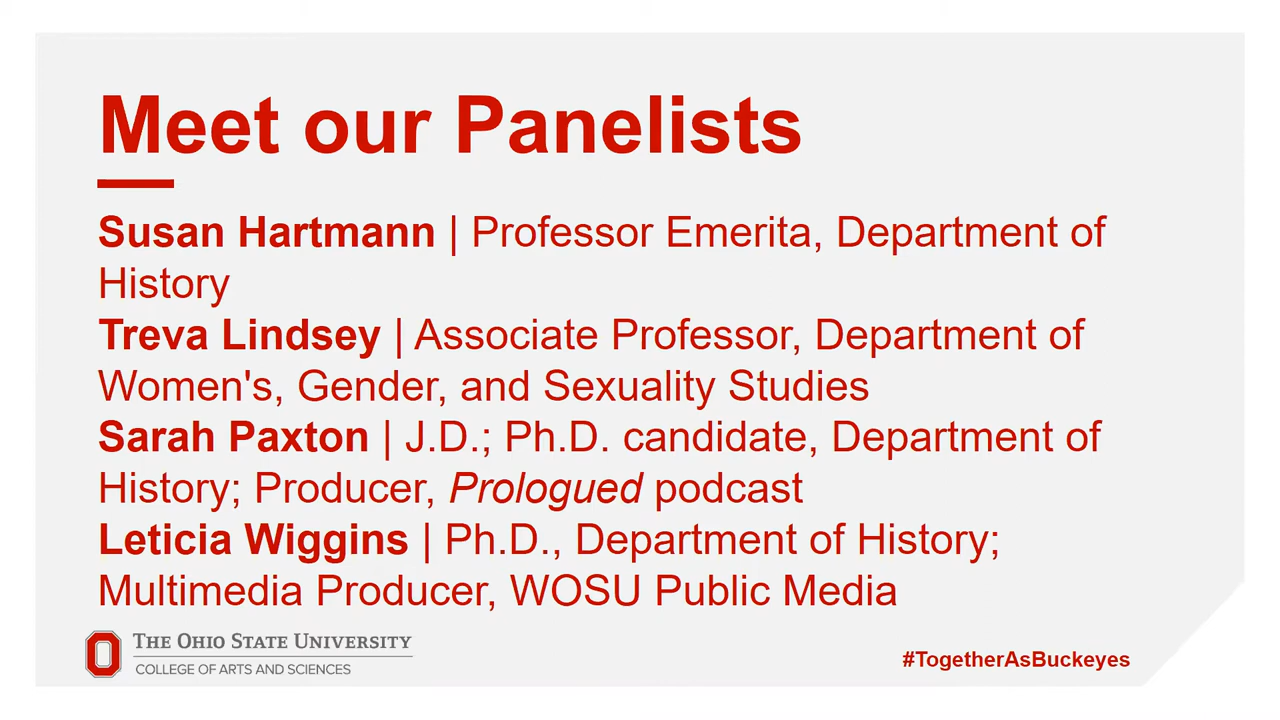 Meet our Panelists
Susan Hartmann | Professor Emerita, Department of
History
Treva Lindsey | Associate Professor, Department of
Women's, Gender, and Sexuality Studies
Sarah Paxton | J.D.; Ph.D. candidate, Department of
History; Producer, Prologued podcast
Leticia Wiggins | Ph.D., Department of History;
Multimedia Producer, WOSU Public Media
THE OHIO STATE UNIVERSITY
COLLEGE OF ARTS AND SCIENCES
#TogetherAsBuckeyes